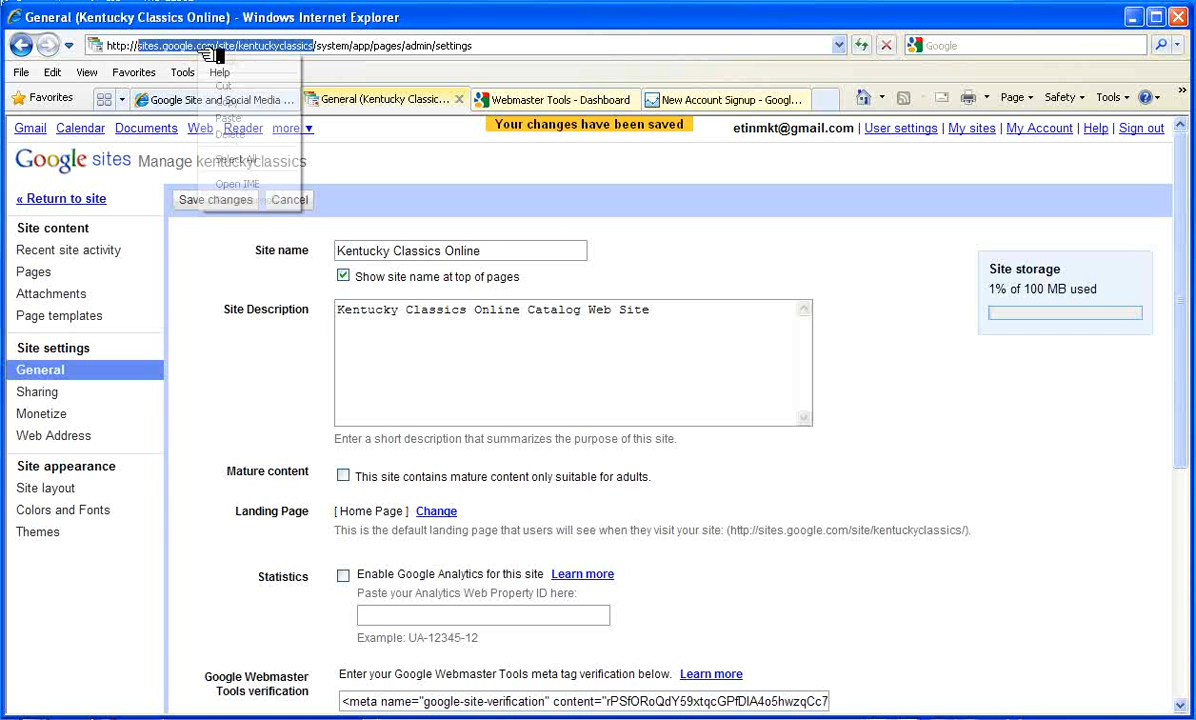 General (Kentucky Classics Online) - Windows Internet Explorer
http://sites.google.com/site/kentuckyclassics/system/app/pages/admin/settings
Google
File Edit View Favorites Tools Help
Favorites
Google Site and Social Media ...
General (Kentucky Classic...
Webmaster Tools - Dashboard
New Account Signup - Googl...
Page Safety Tools
Cut
Paste
Delete
Select All
Open IME
Gmail Calendar Documents Web Reader more ▼
Your changes have been saved
etinmkt@gmail.com | User settings | My sites | My Account | Help | Sign out
Google sites Manage kentuckyclassics
« Return to site
Save changes Cancel
Site content
Recent site activity
Pages
Attachments
Page templates
Site settings
General
Sharing
Monetize
Web Address
Site appearance
Site layout
Colors and Fonts
Themes
Site name
Kentucky Classics Online
Show site name at top of pages
Site Description
Kentucky Classics Online Catalog Web Site
Enter a short description that summarizes the purpose of this site.
Mature content
This site contains mature content only suitable for adults.
Landing Page
[ Home Page ] Change
This is the default landing page that users will see when they visit your site: (http://sites.google.com/site/kentuckyclassics/).
Statistics
Enable Google Analytics for this site Learn more
Paste your Analytics Web Property ID here:
Example: UA-12345-12
Google Webmaster
Tools verification
Enter your Google Webmaster Tools meta tag verification below. Learn more
<meta name="google-site-verification" content="rPSfORoQdY59xtqcGPfDlA4o5hwzqCc7
Site storage
1% of 100 MB used